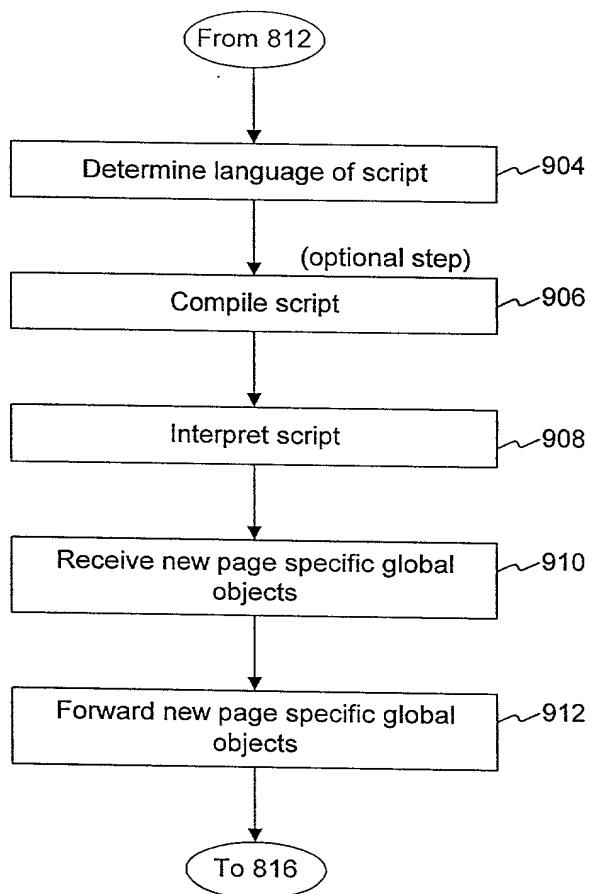 From 812
Determine language of script
904
(optional step)
Compile script
906
Interpret script
908
Receive new page specific global
objects
910
Forward new page specific global
objects
912
To 816